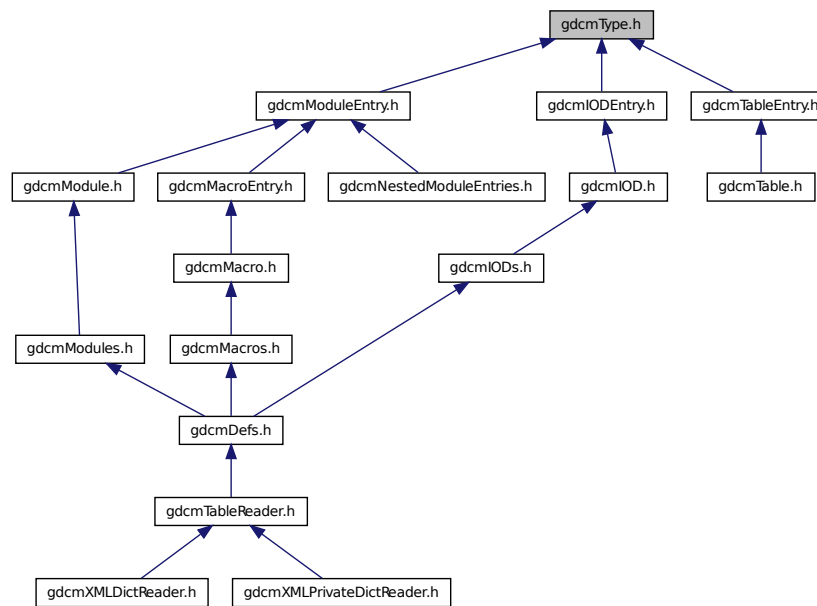 gdcmType.h
gdcmModuleEntry.h
gdcmIODEntry.h
gdcmTableEntry.h
gdcmModule.h
gdcmMacroEntry.h
gdcmNestedModuleEntries.h
gdcmIOD.h
gdcmTable.h
gdcmMacro.h
gdcmIODs.h
gdcmModules.h
gdcmMacros.h
gdcmDefs.h
gdcmTableReader.h
gdcmXMLDictReader.h
gdcmXMLPrivateDictReader.h